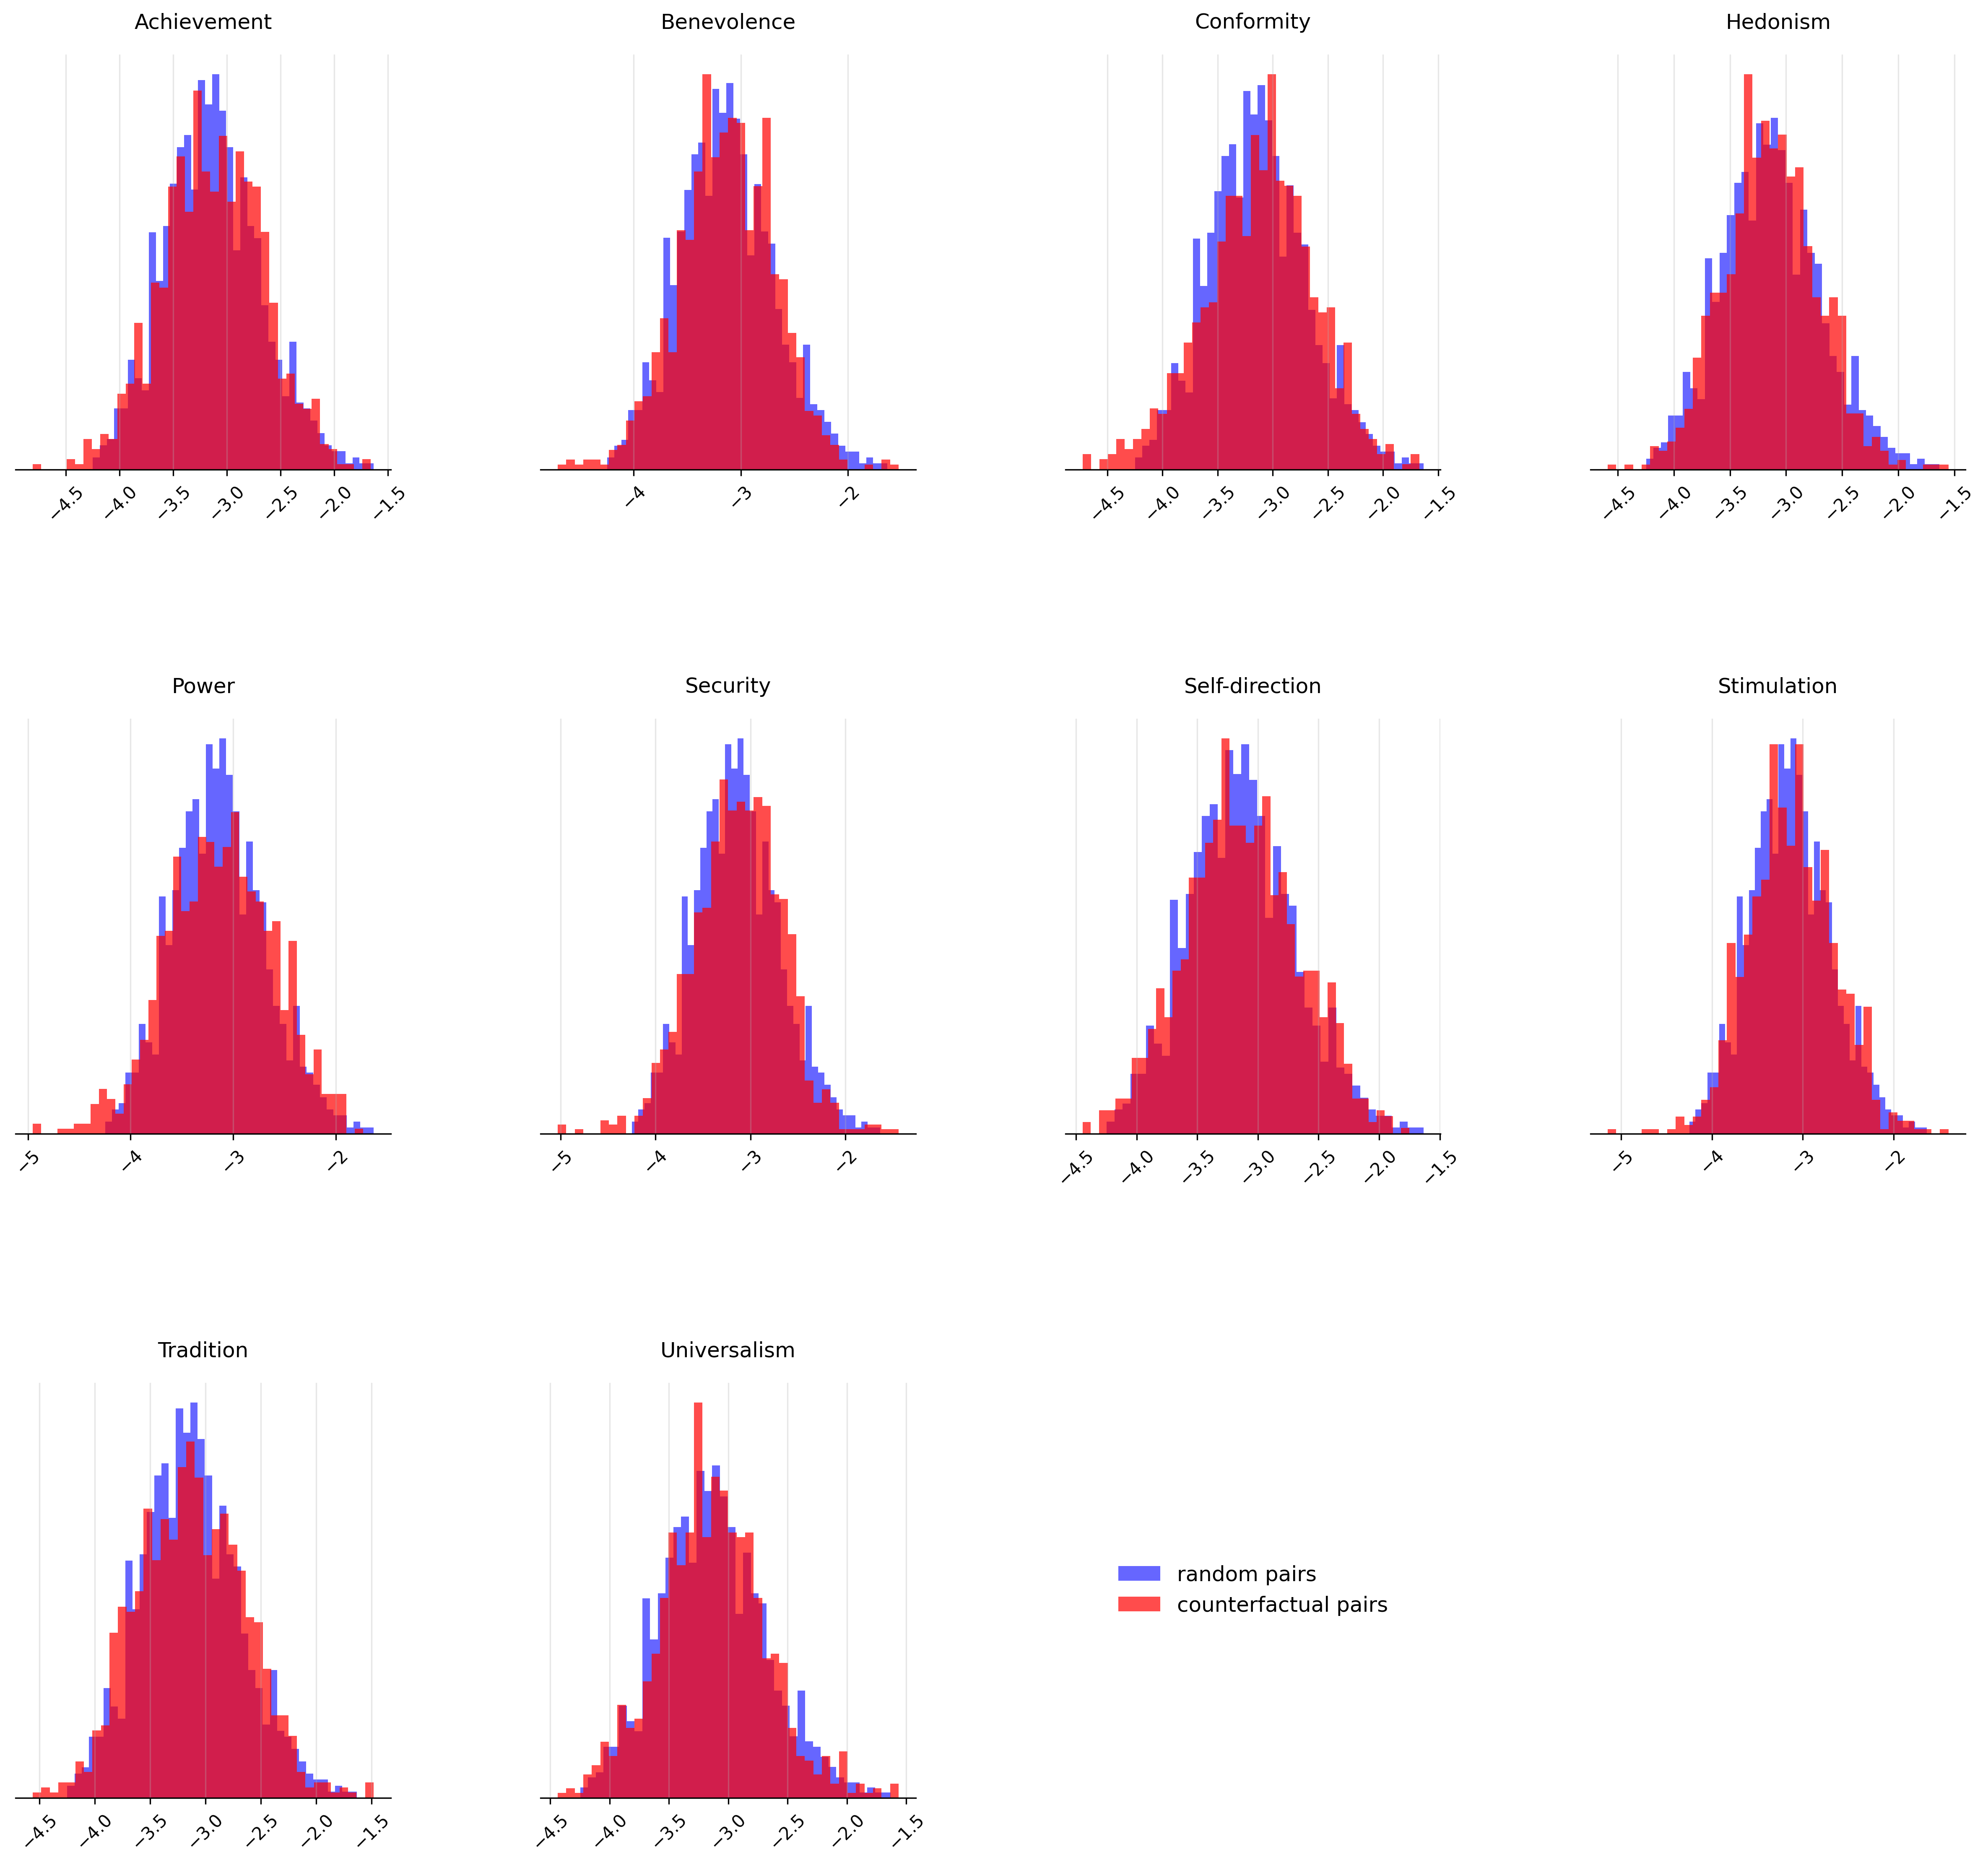 Achievement
Benevolence
Conformity
Hedonism
−4.5 −4.0 −3.5 −3.0 −2.5 −2.0 −1.5
−4 −3 −2
−4.5 −4.0 −3.5 −3.0 −2.5 −2.0 −1.5
−4.5 −4.0 −3.5 −3.0 −2.5 −2.0 −1.5
Power
Security
Self-direction
Stimulation
−5 −4 −3 −2
−5 −4 −3 −2
−4.5 −4.0 −3.5 −3.0 −2.5 −2.0 −1.5
−5 −4 −3 −2
Tradition
Universalism
random pairs
counterfactual pairs
−4.5 −4.0 −3.5 −3.0 −2.5 −2.0 −1.5
−4.5 −4.0 −3.5 −3.0 −2.5 −2.0 −1.5